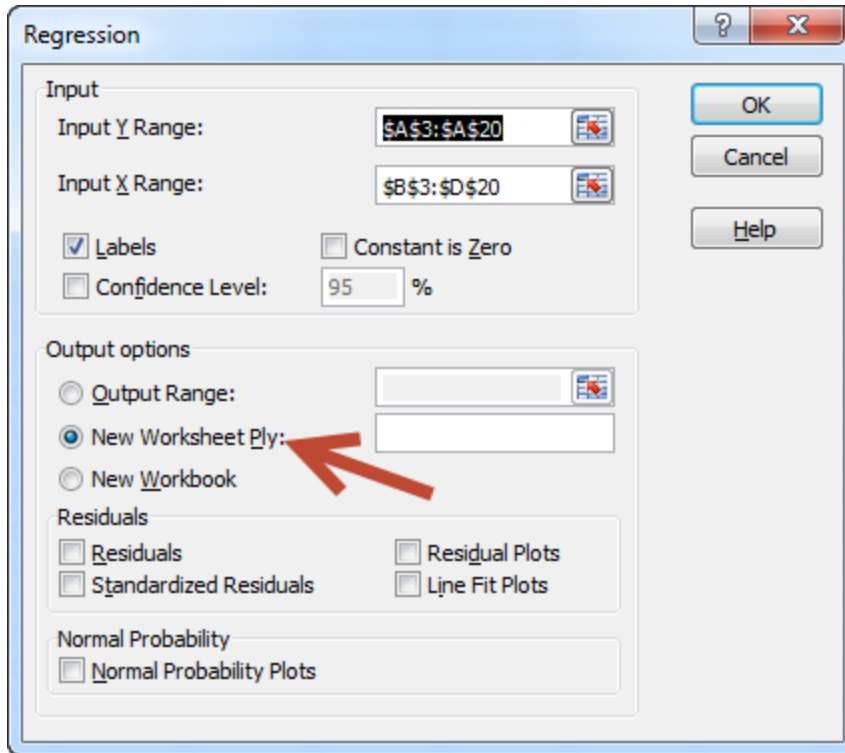 Regression
?
X
Input
Input Y Range:
$A$3:$A$20
OK
Cancel
Input X Range:
$B$3:$D$20
Help
Labels
Constant is Zero
Confidence Level:
95
%
Output options
Output Range:
New Worksheet Ply:
New Workbook
Residuals
Residuals
Residual Plots
Standardized Residuals
Line Fit Plots
Normal Probability
Normal Probability Plots